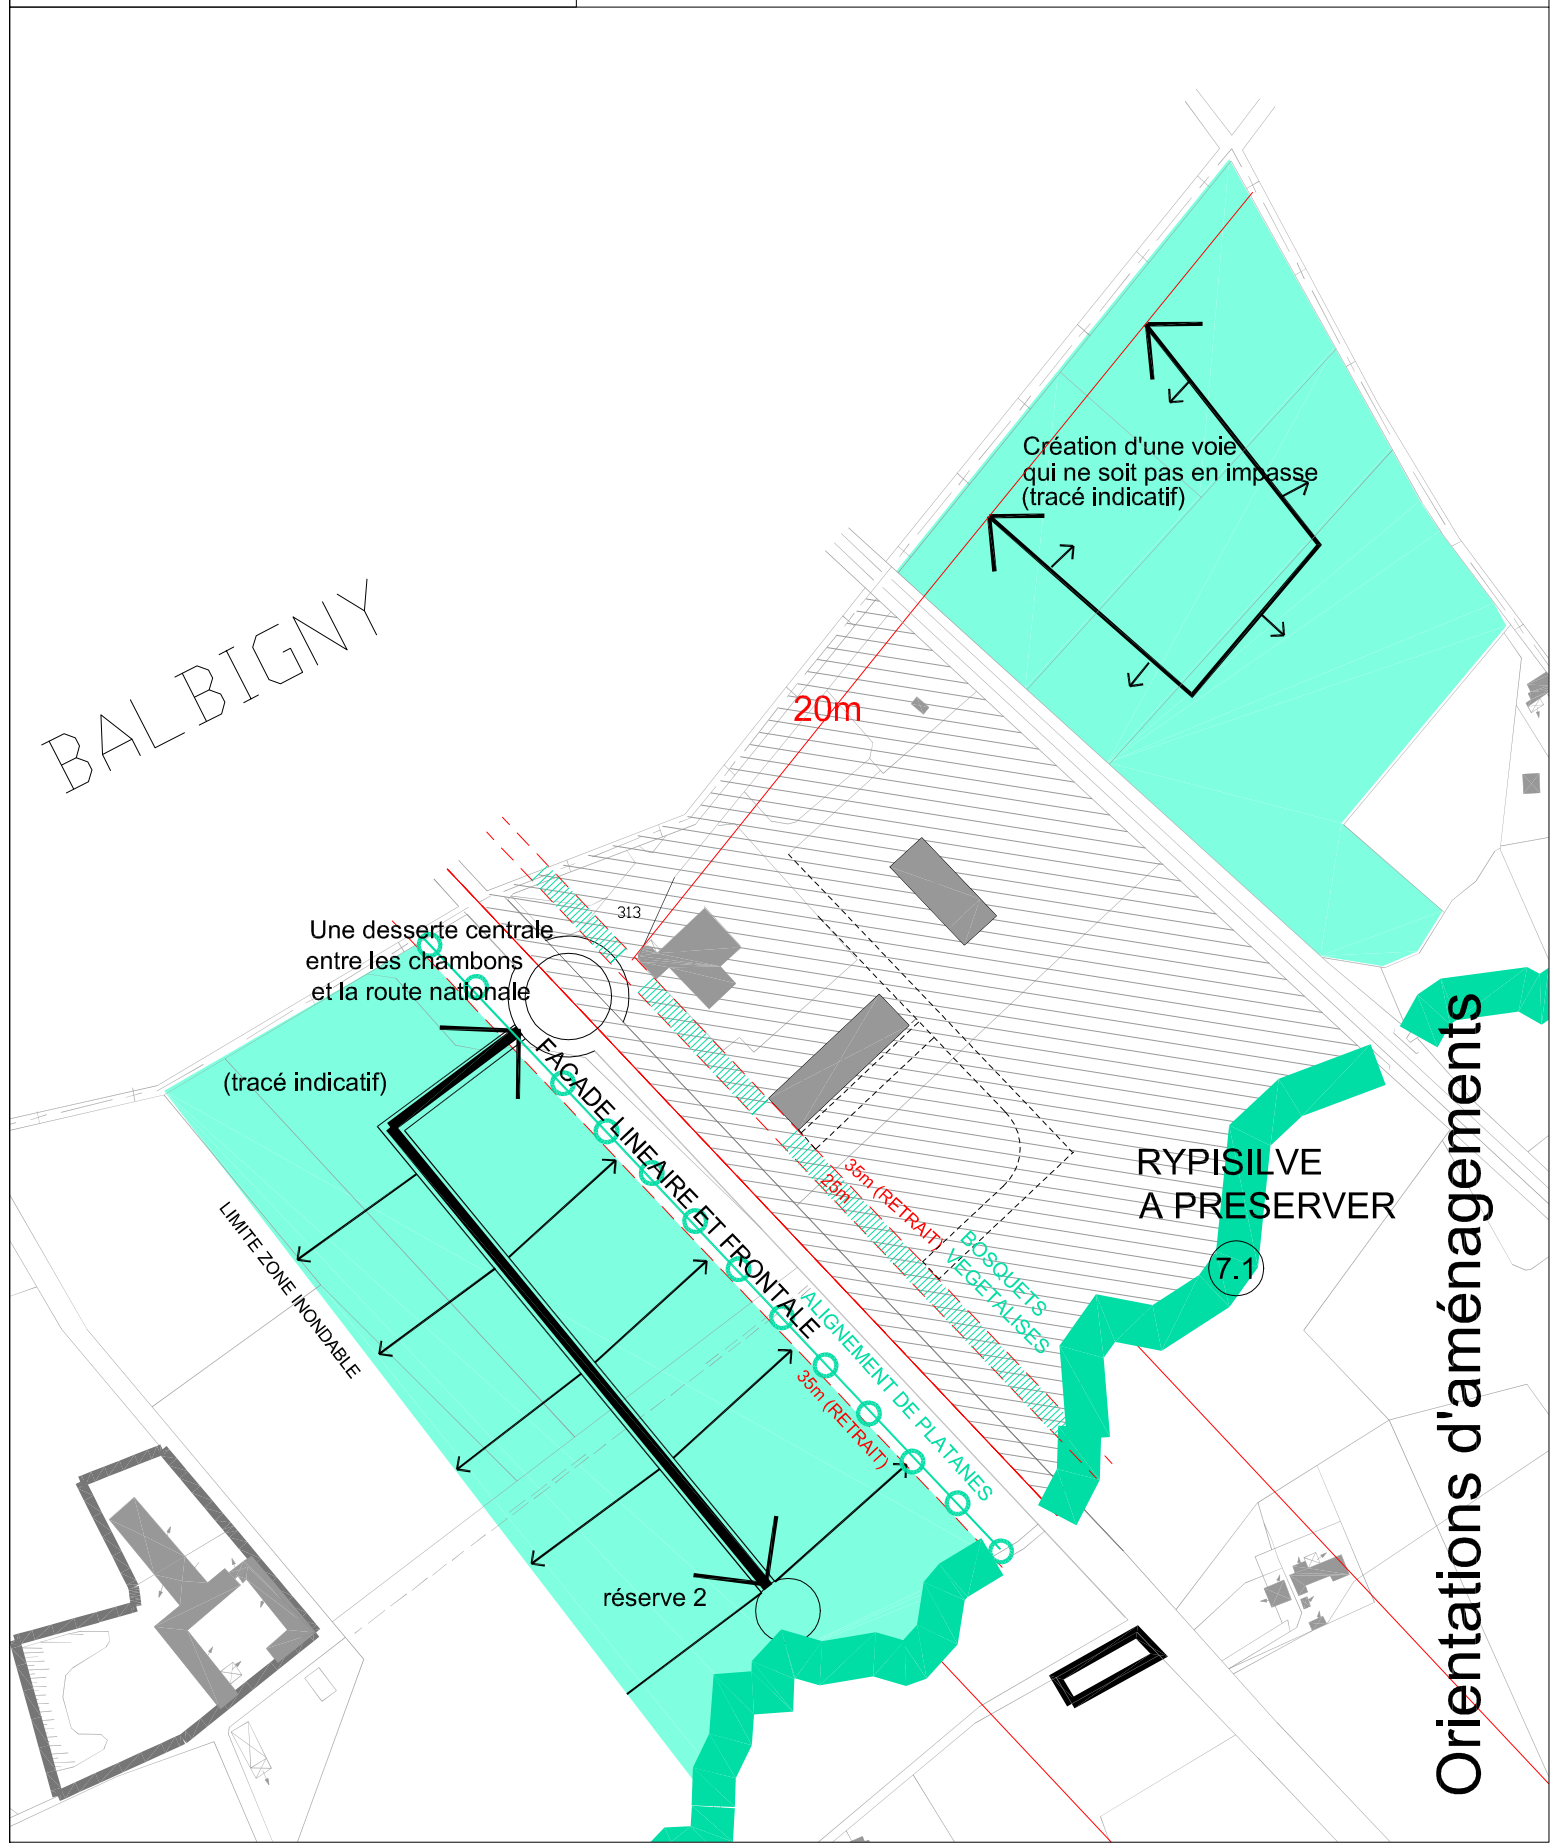 Création d'une voie
qui ne soit pas en impasse
(tracé indicatif)
BALBIGNY
20m
313
Une desserte centrale
entre les chambons
et la route nationale
(tracé indicatif)
FACADE LINEAIRE ET FRONTALE
35m (RETRAIT)
25m
BOSQUETS
VEGETALISES
RYPISILVE
A PRESERVER
7.1
LIMITE ZONE INONDABLE
ALIGNEMENT DE PLATANES
35m (RETRAIT)
réserve 2
Orientations d'aménagements